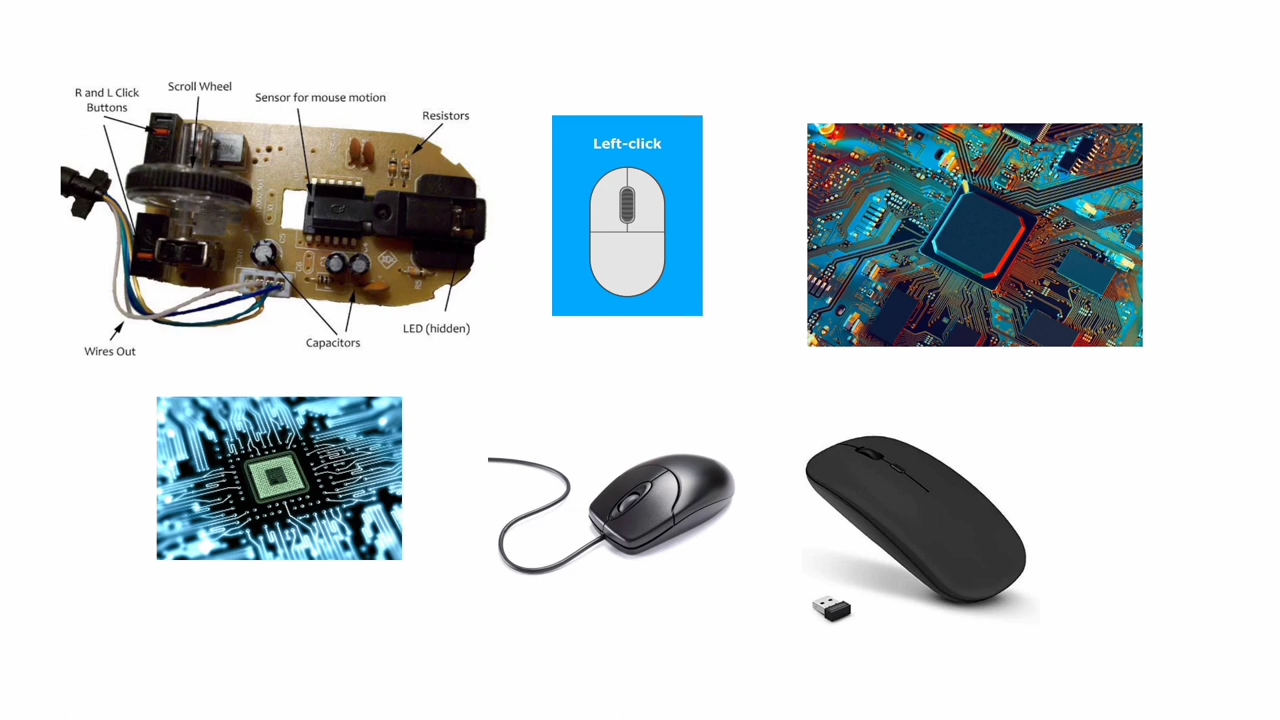 R and L Click
Buttons
Scroll Wheel
Sensor for mouse motion
Resistors
Wires Out
Capacitors
LED (hidden)
Left-click